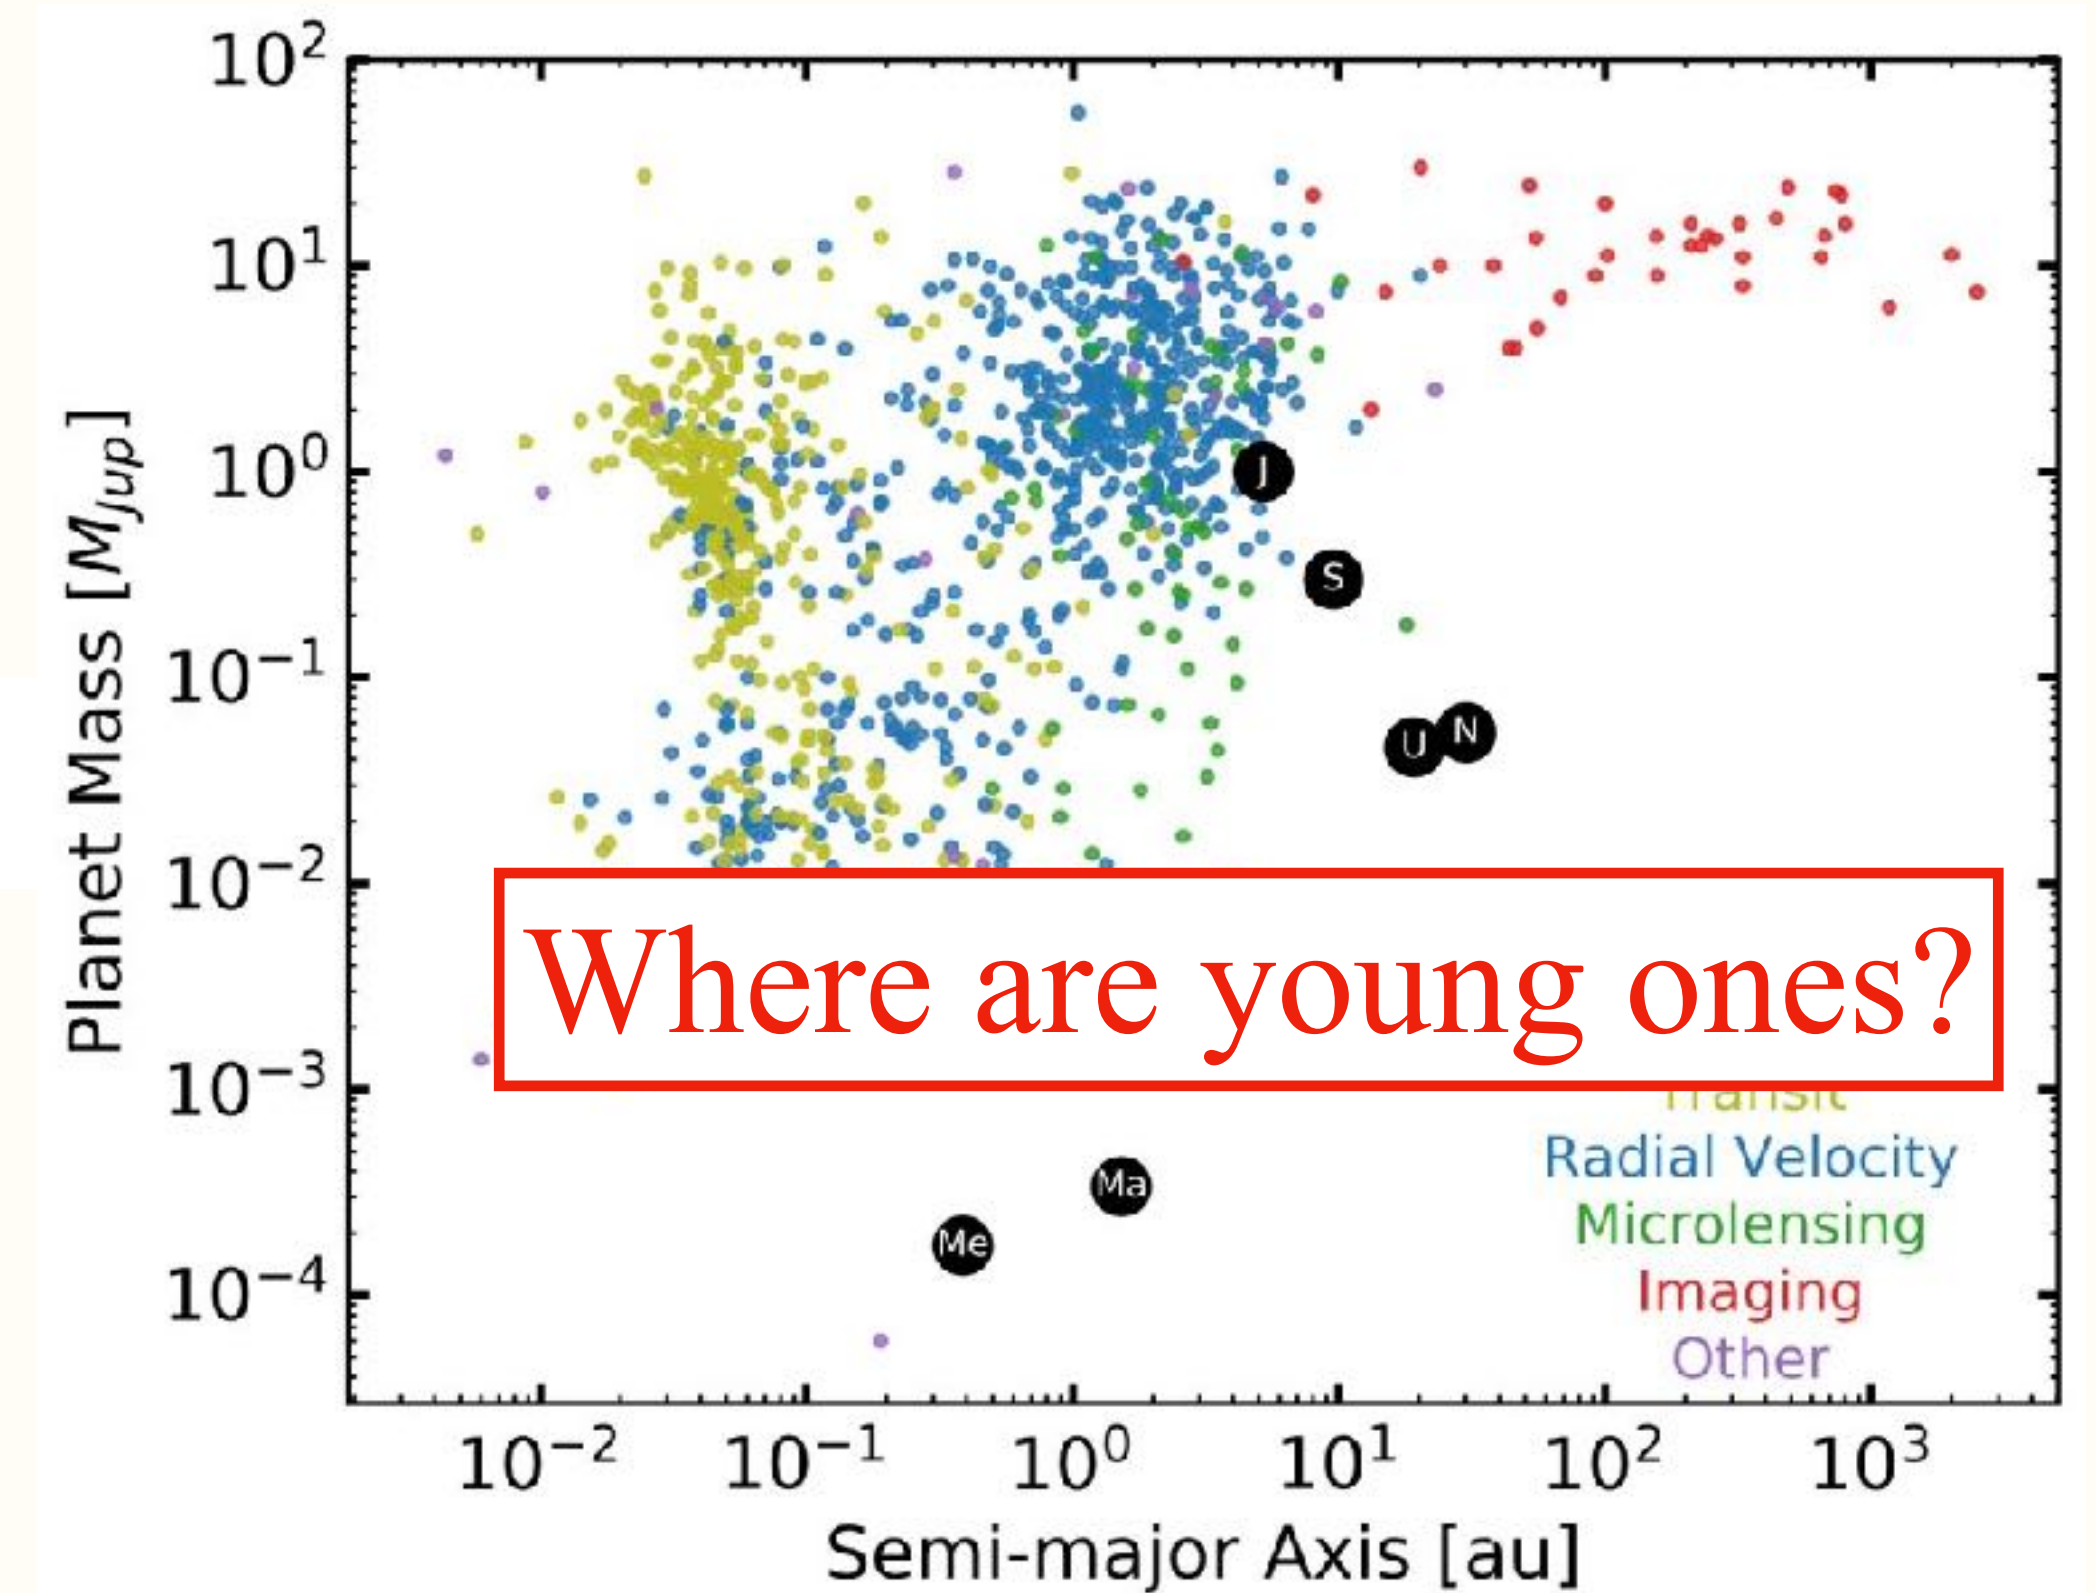 10²
10¹
10⁰
10⁻¹
10⁻²
10⁻³
10⁻⁴
Planet Mass [M_Jup]
J
S
U N
Where are young ones?
Transit
Ma
Radial Velocity
Microlensing
Me
Imaging
Other
10⁻² 10⁻¹ 10⁰ 10¹ 10² 10³
Semi-major Axis [au]